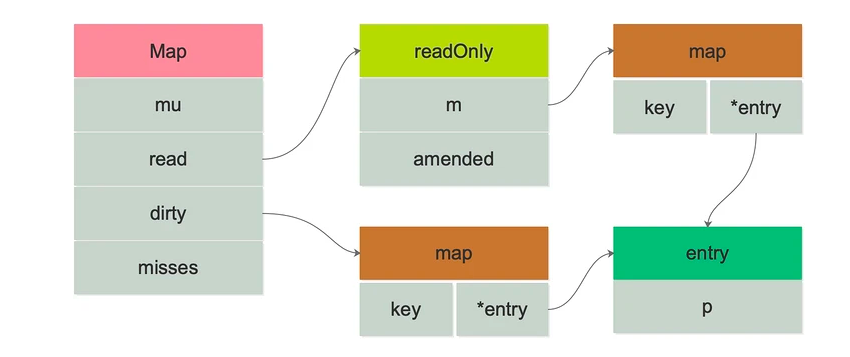 Map
mu
read
dirty
misses
readOnly
m
amended
map
key
*entry
map
key
*entry
entry
p